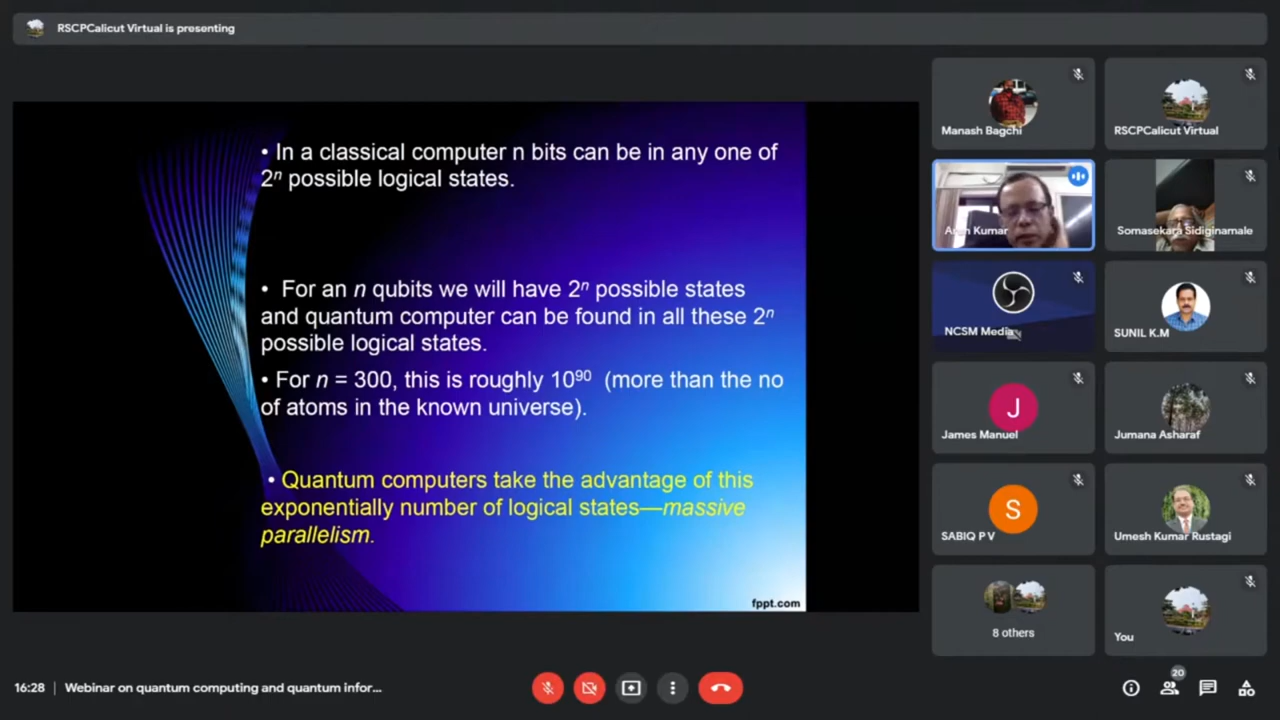 RSCPCalicut Virtual is presenting
• In a classical computer n bits can be in any one of
2ⁿ possible logical states.
• For an n qubits we will have 2ⁿ possible states
and quantum computer can be found in all these 2ⁿ
possible logical states.
• For n = 300, this is roughly 10⁹⁰ (more than the no
of atoms in the known universe).
• Quantum computers take the advantage of this
exponentially number of logical states—massive
parallelism.
fppt.com
Manash Bagchi
RSCPCalicut Virtual
Arun Kumar
Somasekara Sidiginamale
NCSM Media
SUNIL K.M
J
James Manuel
Jumana Asharaf
S
SABIQ P V
Umesh Kumar Rustagi
8 others
You
16:28 | Webinar on quantum computing and quantum infor...
20